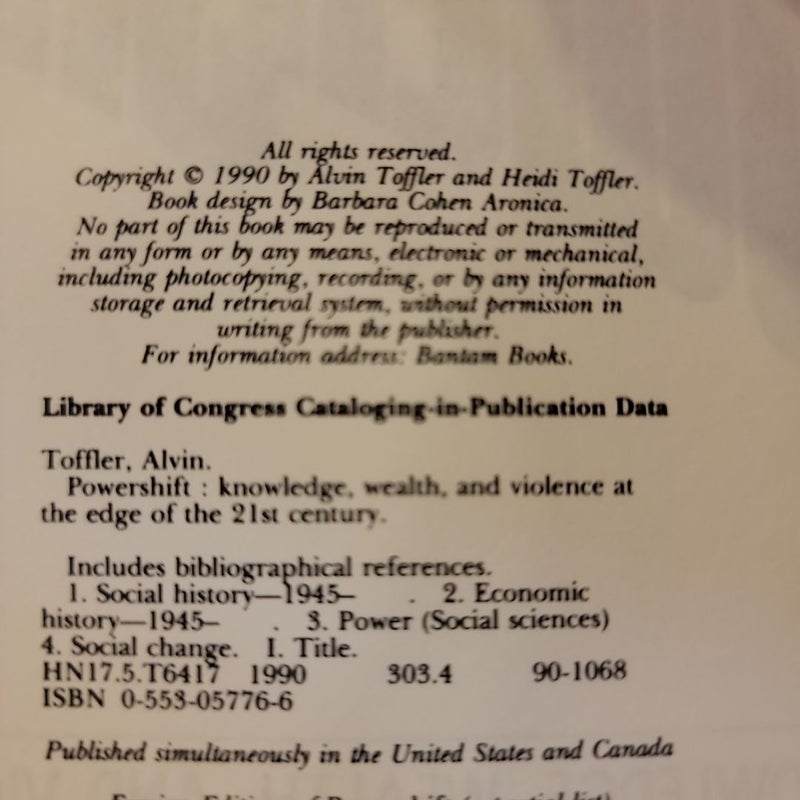 All rights reserved.
Copyright © 1990 by Alvin Toffler and Heidi Toffler.
Book design by Barbara Cohen Aronica.
No part of this book may be reproduced or transmitted
in any form or by any means, electronic or mechanical,
including photocopying, recording, or by any information
storage and retrieval system, without permission in
writing from the publisher.
For information address: Bantam Books.
Library of Congress Cataloging-in-Publication Data
Toffler, Alvin.
Powershift : knowledge, wealth, and violence at
the edge of the 21st century.
Includes bibliographical references.
1. Social history—1945– . 2. Economic
history—1945– . 3. Power (Social sciences)
4. Social change. I. Title.
HN17.5.T6417 1990 303.4 90-1068
ISBN 0-553-05776-6
Published simultaneously in the United States and Canada